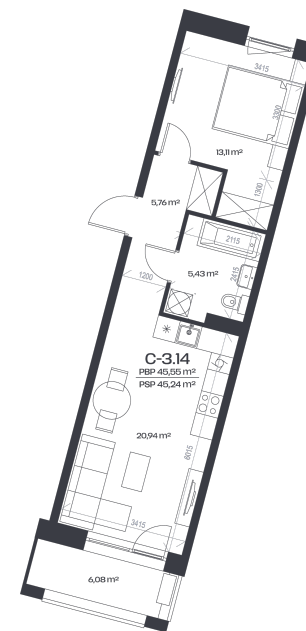 3415
3300
13,11 m²
1300
5,76 m²
2115
5,43 m²
2415
1200
C-3.14
PBP 45,55 m²
PSP 45,24 m²
20,94 m²
6015
3415
6,08 m²